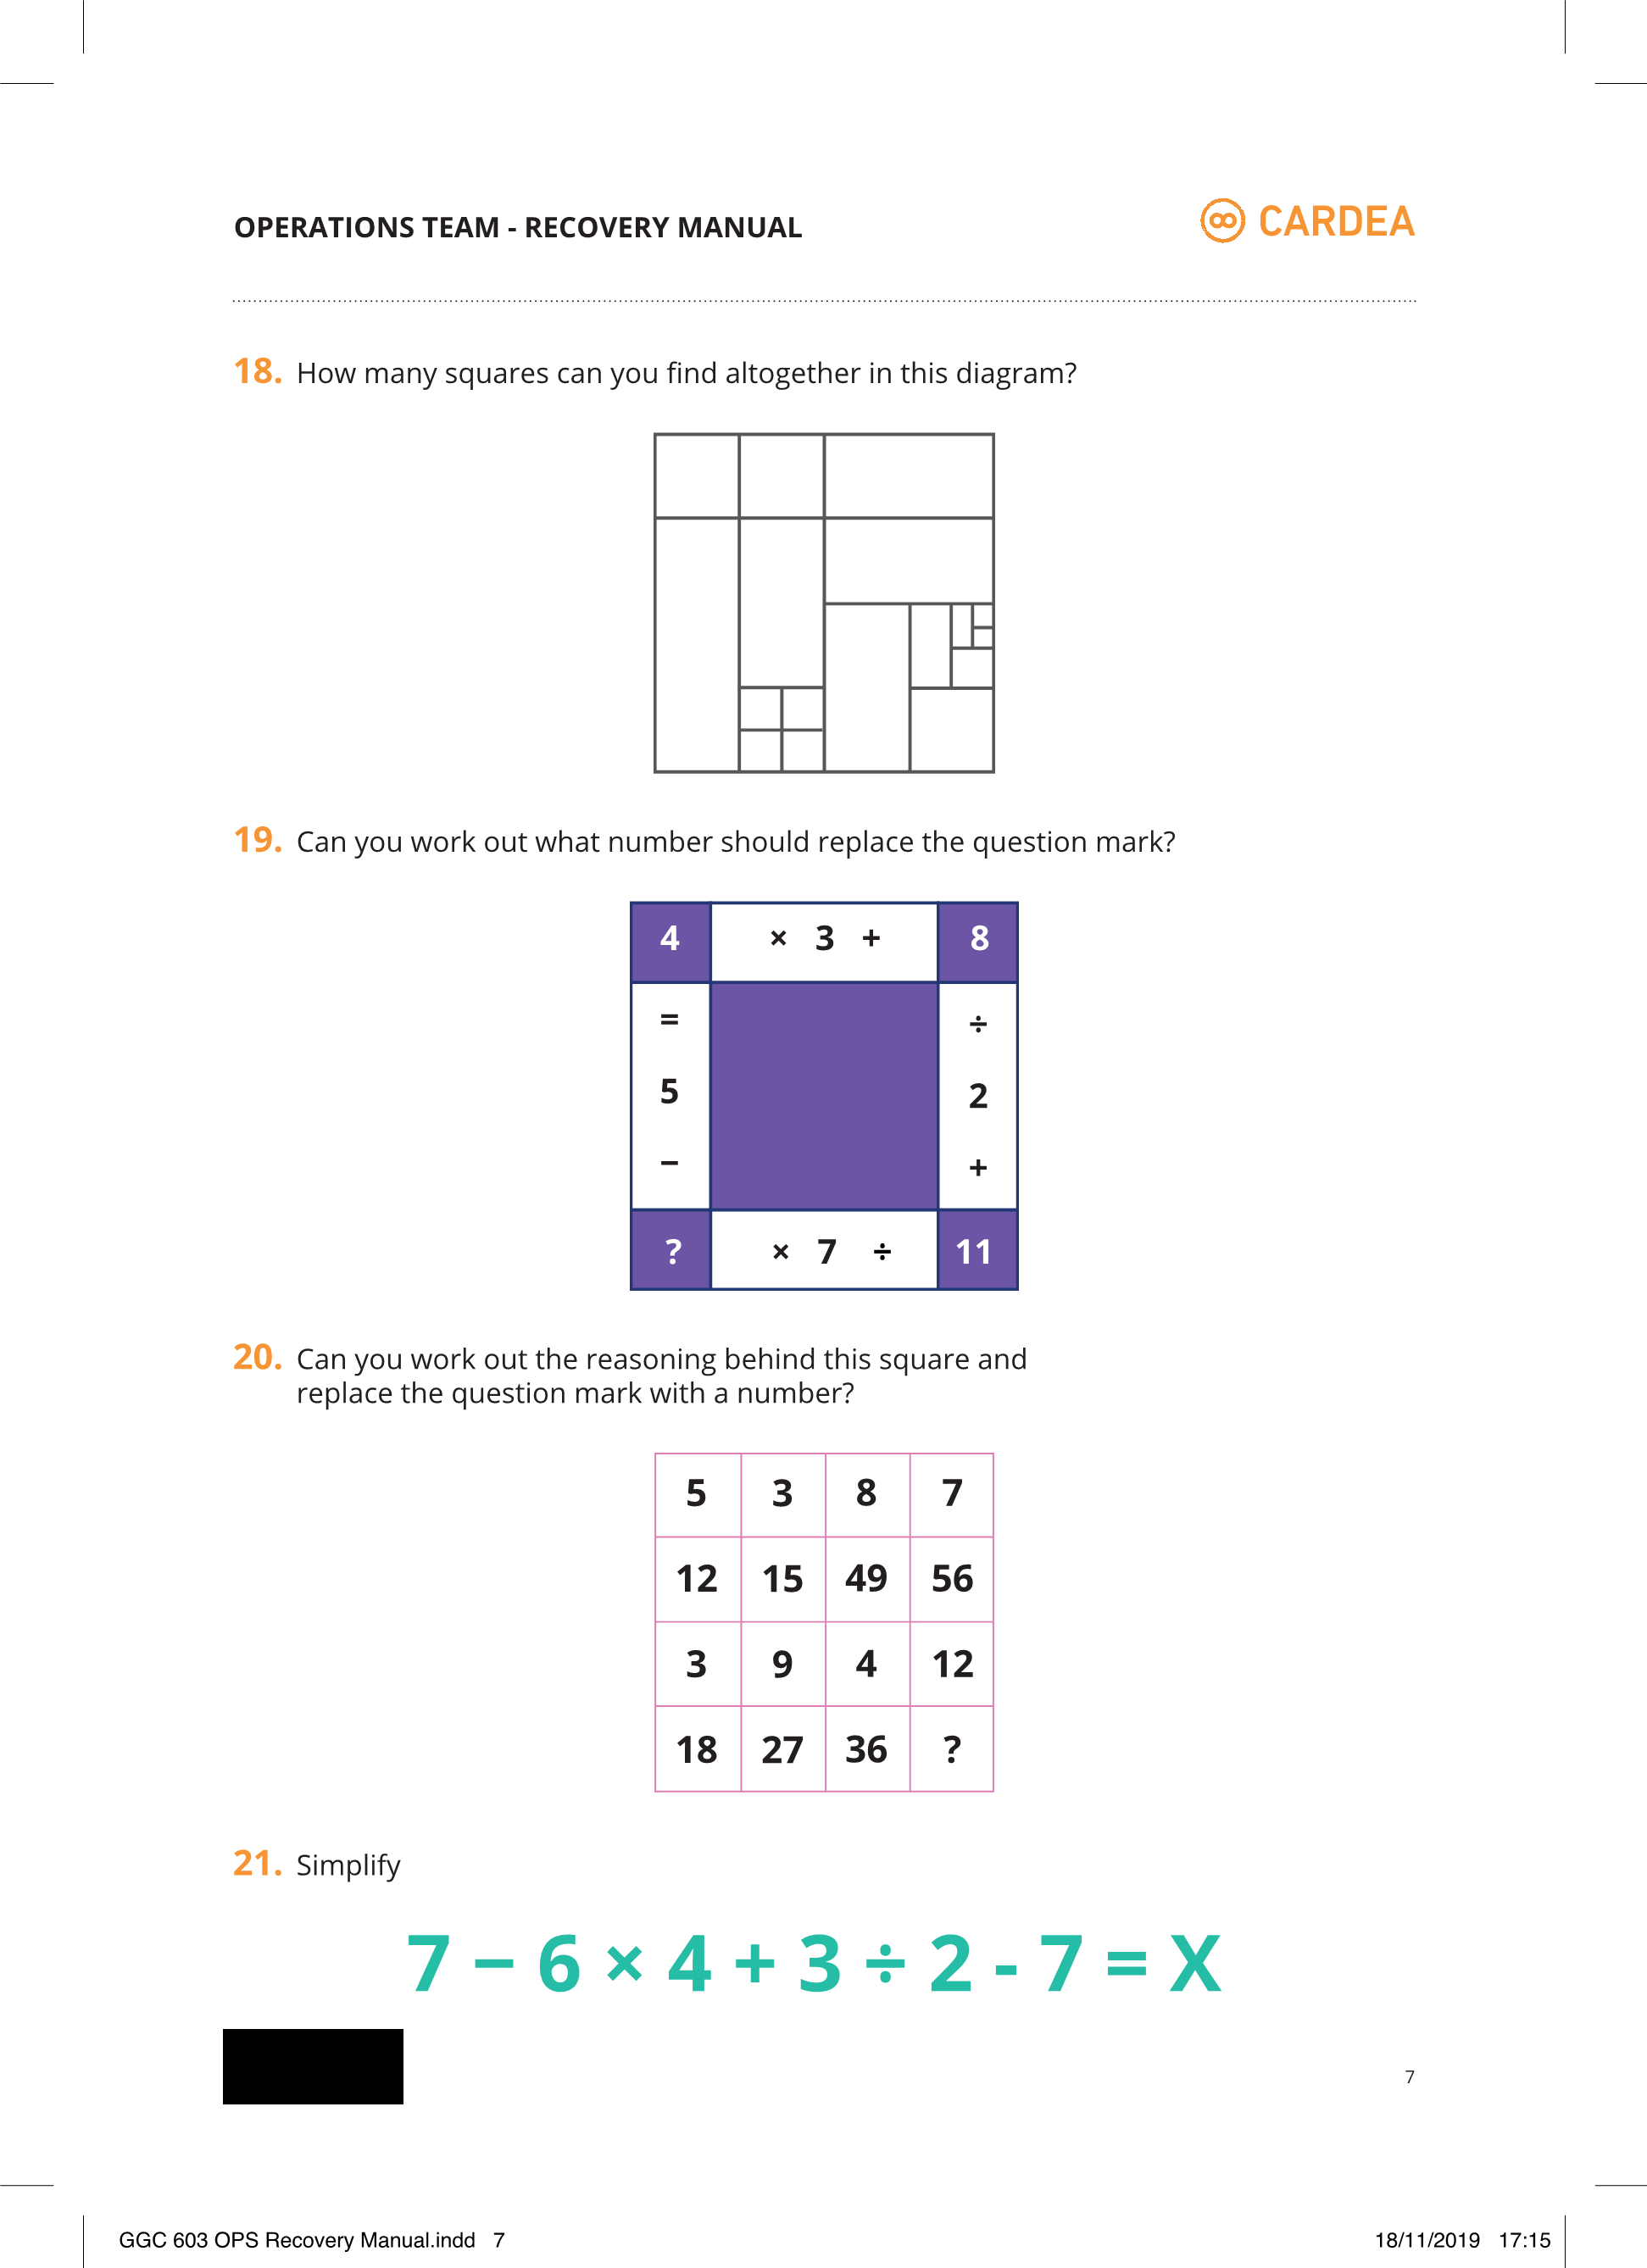 OPERATIONS TEAM - RECOVERY MANUAL
CARDEA
18. How many squares can you find altogether in this diagram?
19. Can you work out what number should replace the question mark?
4 × 3 + 8
= ÷
5 2
− +
? × 7 ÷ 11
20. Can you work out the reasoning behind this square and
replace the question mark with a number?
5 3 8 7
12 15 49 56
3 9 4 12
18 27 36 ?
21. Simplify
7 − 6 × 4 + 3 ÷ 2 - 7 = X
7
GGC 603 OPS Recovery Manual.indd 7
18/11/2019 17:15